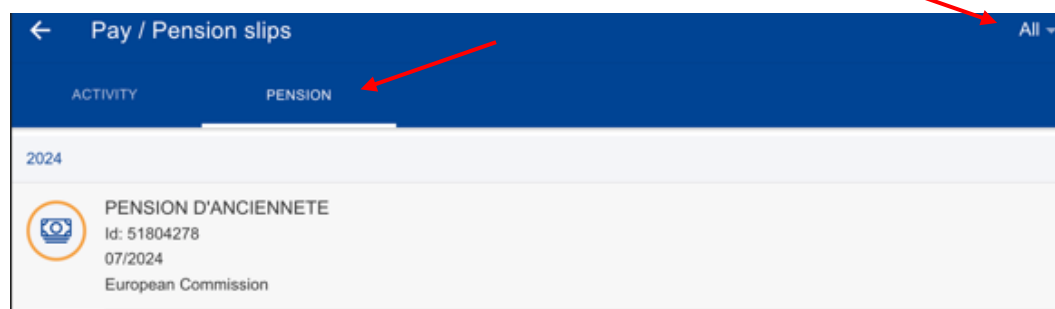 Pay / Pension slips
All
ACTIVITY
PENSION
2024
PENSION D'ANCIENNETE
Id: 51804278
07/2024
European Commission